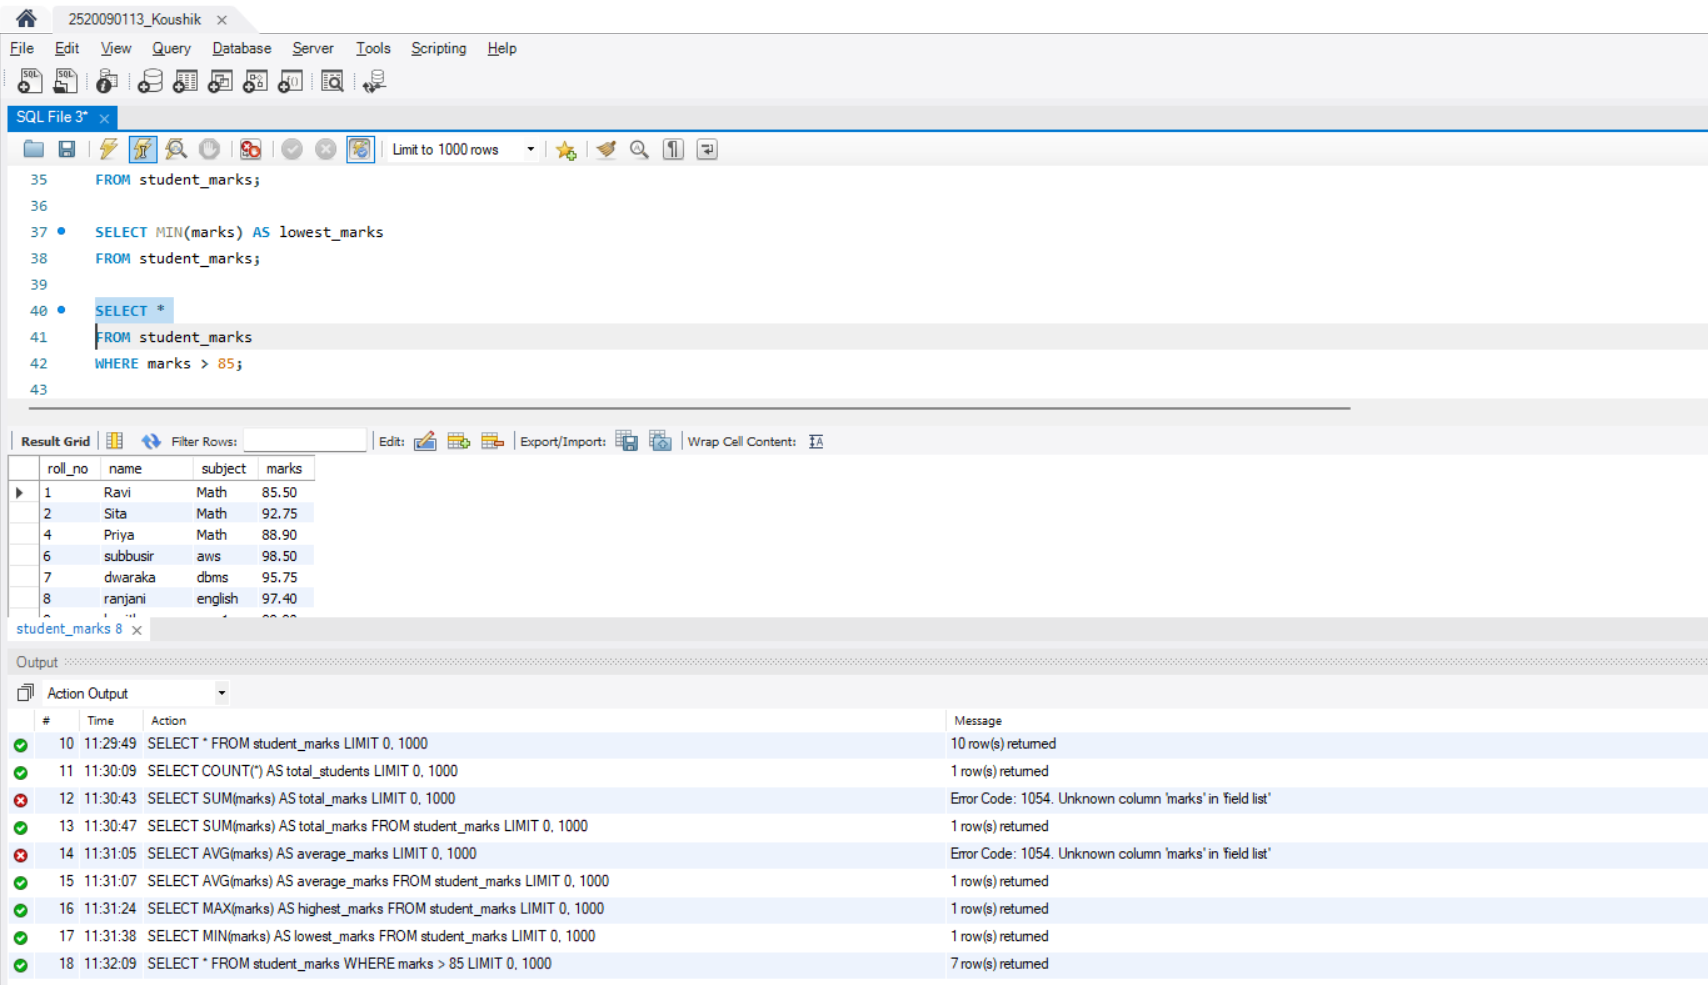 2520090113_Koushik
File Edit View Query Database Server Tools Scripting Help
SQL SQL
SQL File 3*
Limit to 1000 rows
35 FROM student_marks;
36
37 SELECT MIN(marks) AS lowest_marks
38 FROM student_marks;
39
40 SELECT *
41 FROM student_marks
42 WHERE marks > 85;
43
Result Grid Filter Rows: Edit: Export/Import: Wrap Cell Content: IA
roll_no name subject marks
1 Ravi Math 85.50
2 Sita Math 92.75
4 Priya Math 88.90
6 subbusir aws 98.50
7 dwaraka dbms 95.75
8 ranjani english 97.40
student_marks 8
Output
Action Output
# Time Action Message
10 11:29:49 SELECT * FROM student_marks LIMIT 0, 1000 10 row(s) returned
11 11:30:09 SELECT COUNT(*) AS total_students LIMIT 0, 1000 1 row(s) returned
12 11:30:43 SELECT SUM(marks) AS total_marks LIMIT 0, 1000 Error Code: 1054. Unknown column 'marks' in 'field list'
13 11:30:47 SELECT SUM(marks) AS total_marks FROM student_marks LIMIT 0, 1000 1 row(s) returned
14 11:31:05 SELECT AVG(marks) AS average_marks LIMIT 0, 1000 Error Code: 1054. Unknown column 'marks' in 'field list'
15 11:31:07 SELECT AVG(marks) AS average_marks FROM student_marks LIMIT 0, 1000 1 row(s) returned
16 11:31:24 SELECT MAX(marks) AS highest_marks FROM student_marks LIMIT 0, 1000 1 row(s) returned
17 11:31:38 SELECT MIN(marks) AS lowest_marks FROM student_marks LIMIT 0, 1000 1 row(s) returned
18 11:32:09 SELECT * FROM student_marks WHERE marks > 85 LIMIT 0, 1000 7 row(s) returned